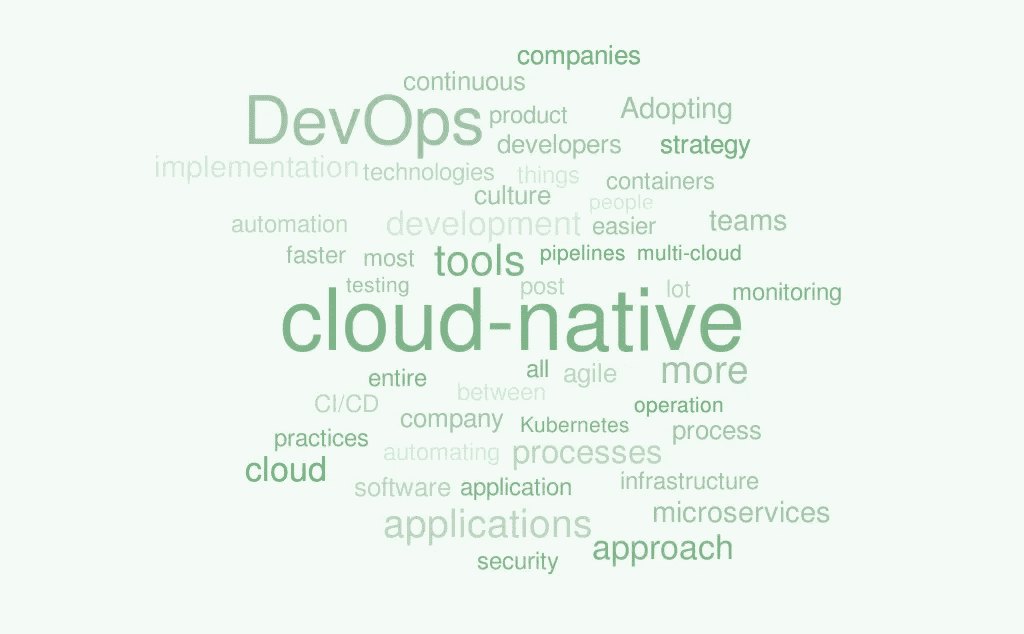 companies
continuous
DevOps product Adopting
developers strategy
implementation technologies things containers
culture people
automation development easier teams
faster most tools pipelines multi-cloud
testing post lot monitoring
cloud-native
entire all agile more
CI/CD between operation
company Kubernetes process
practices automating processes
cloud software application infrastructure
applications microservices
security approach